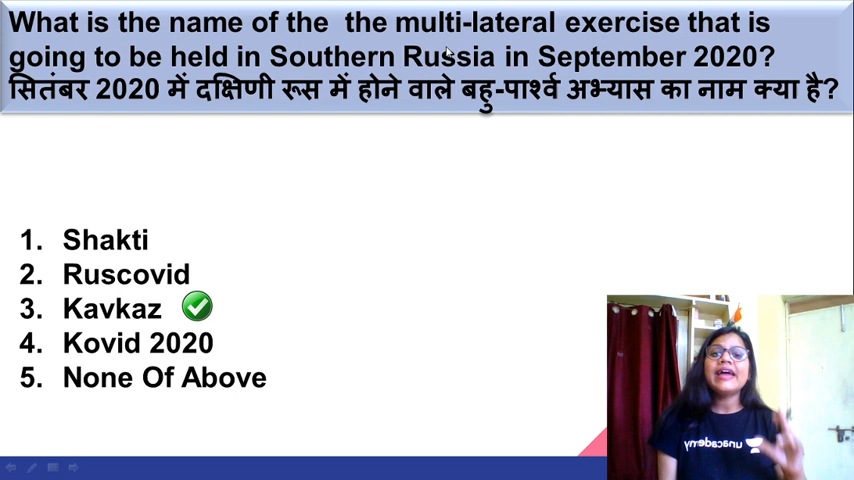 What is the name of the the multi-lateral exercise that is
going to be held in Southern Russia in September 2020?
सितंबर 2020 में दक्षिणी रूस में होने वाले बहु-पार्श्व अभ्यास का नाम क्या है?
1. Shakti
2. Ruscovid
3. Kavkaz
4. Kovid 2020
5. None Of Above
unacademy